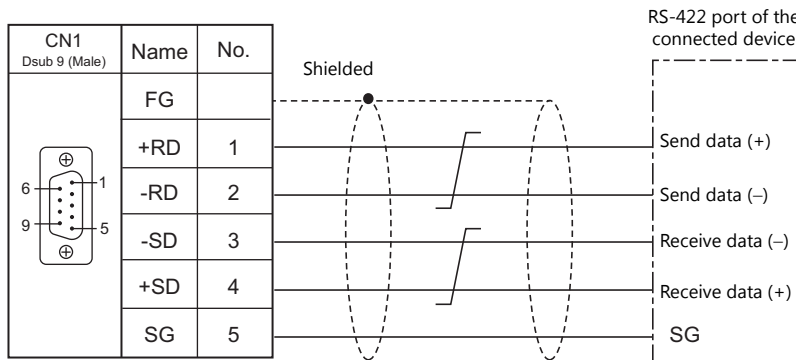 RS-422 port of the
connected device
CN1
Dsub 9 (Male)
Name
No.
Shielded
FG
+RD
1
Send data (+)
-RD
2
Send data (–)
-SD
3
Receive data (–)
+SD
4
Receive data (+)
SG
5
SG
6
1
9
5